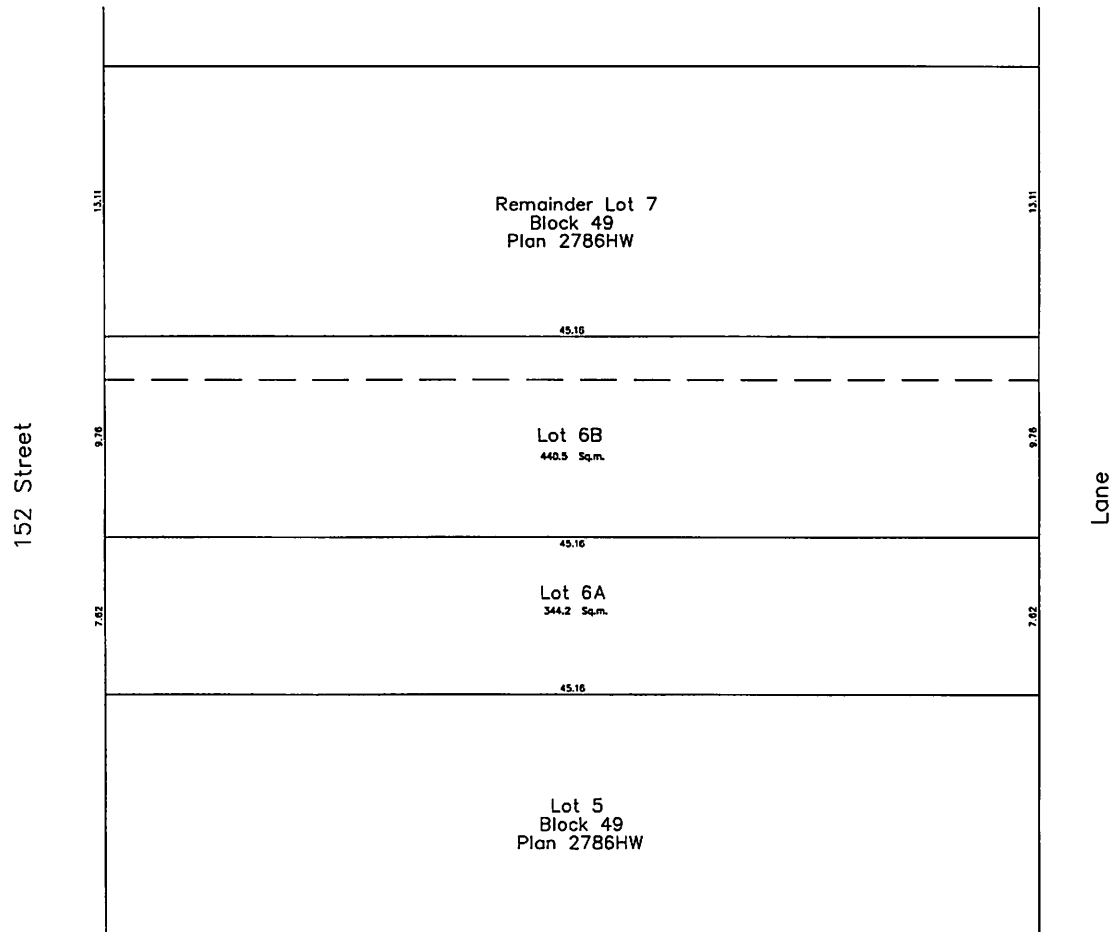 13.11
13.11
Remainder Lot 7
Block 49
Plan 2786HW
45.16
152 Street
9.76
Lot 6B
440.5 Sq.m.
9.76
Lane
45.16
7.62
Lot 6A
344.2 Sq.m.
7.62
45.16
Lot 5
Block 49
Plan 2786HW